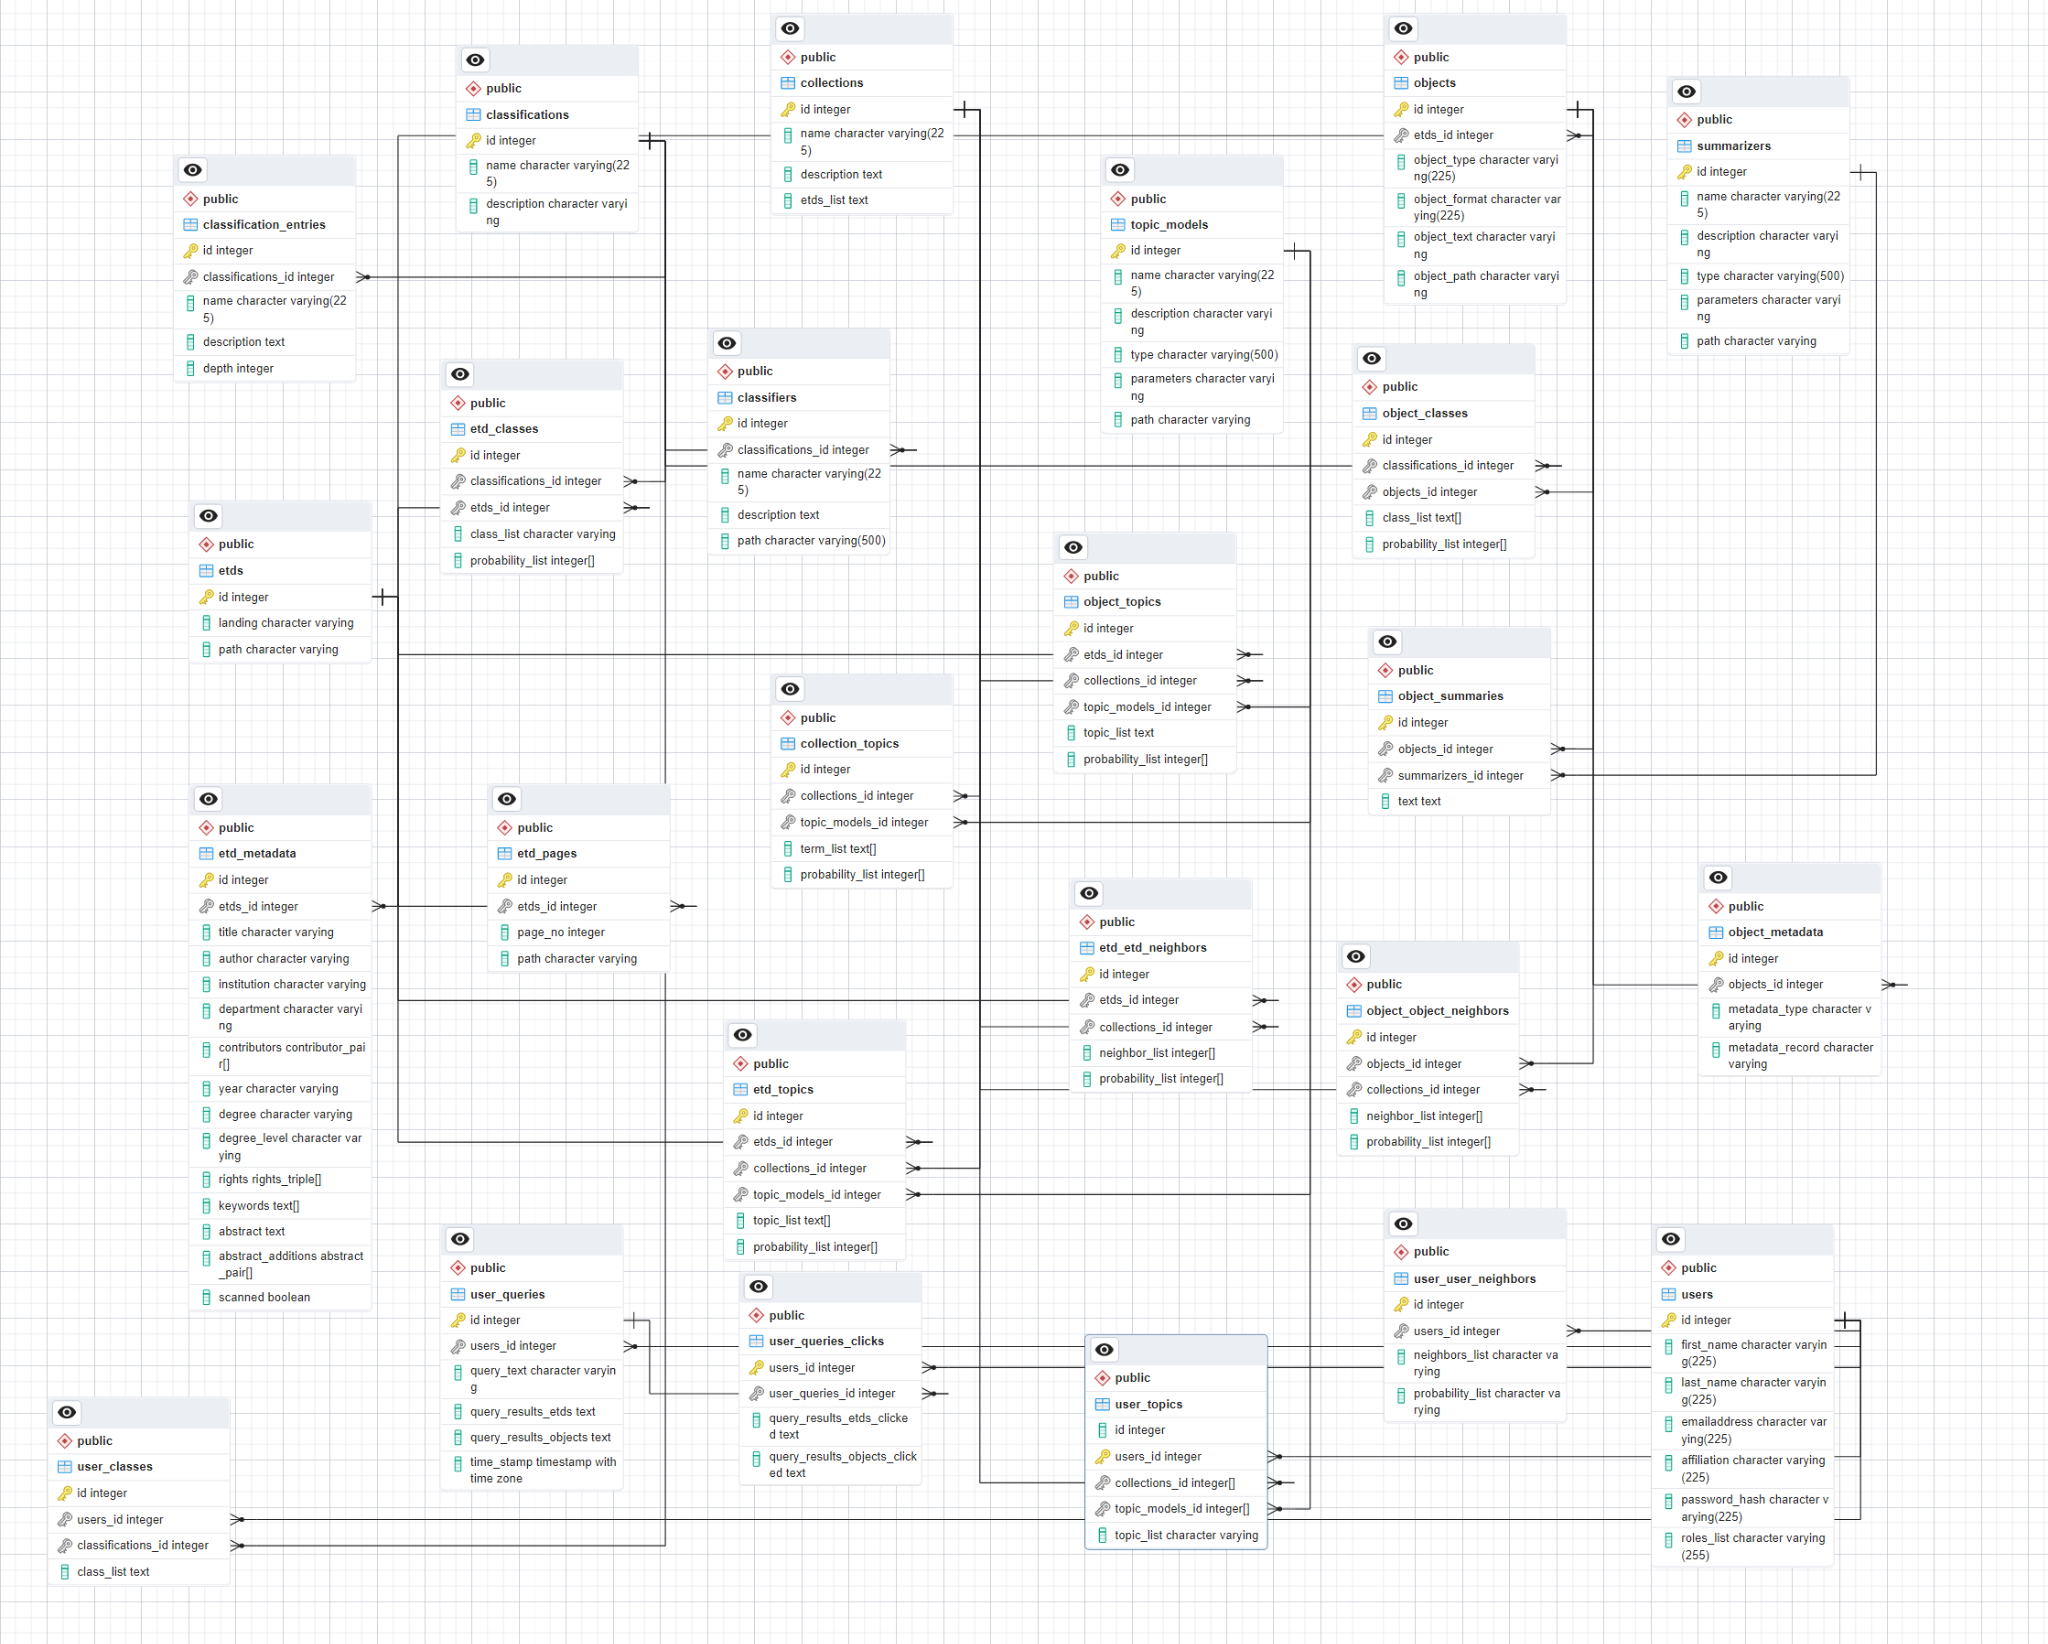 public
collections
id integer
name character varying(22
5)
description text
etds_list text
public
objects
id integer
etds_id integer
object_type character varyi
ng(225)
object_format character var
ying(225)
object_text character varyi
ng
object_path character varyi
ng
public
classifications
id integer
name character varying(22
5)
description character varyi
ng
public
summarizers
id integer
name character varying(22
5)
description character varyi
ng
type character varying(500)
parameters character varyi
ng
path character varying
public
classification_entries
id integer
classifications_id integer
name character varying(22
5)
description text
depth integer
public
topic_models
id integer
name character varying(22
5)
description character varyi
ng
type character varying(500)
parameters character varyi
ng
path character varying
public
classifiers
id integer
classifications_id integer
name character varying(22
5)
description text
path character varying(500)
public
object_classes
id integer
classifications_id integer
objects_id integer
class_list text[]
probability_list integer[]
public
etd_classes
id integer
classifications_id integer
etds_id integer
class_list character varying
probability_list integer[]
public
etds
id integer
landing character varying
path character varying
public
object_topics
id integer
etds_id integer
collections_id integer
topic_models_id integer
topic_list text
probability_list integer[]
public
object_summaries
id integer
objects_id integer
summarizers_id integer
text text
public
collection_topics
id integer
collections_id integer
topic_models_id integer
term_list text[]
probability_list integer[]
public
etd_metadata
id integer
etds_id integer
title character varying
author character varying
institution character varying
department character varyi
ng
contributors contributor_pai
r[]
year character varying
degree character varying
degree_level character var
ying
rights rights_triple[]
keywords text[]
abstract text
abstract_additions abstract
_pair[]
scanned boolean
public
etd_pages
id integer
etds_id integer
page_no integer
path character varying
public
etd_etd_neighbors
id integer
etds_id integer
collections_id integer
neighbor_list integer[]
probability_list integer[]
public
object_metadata
id integer
objects_id integer
metadata_type character v
arying
metadata_record character
varying
public
object_object_neighbors
id integer
objects_id integer
collections_id integer
neighbor_list integer[]
probability_list integer[]
public
etd_topics
id integer
etds_id integer
collections_id integer
topic_models_id integer
topic_list text[]
probability_list integer[]
public
user_user_neighbors
id integer
users_id integer
neighbors_list character va
rying
probability_list character va
rying
public
users
id integer
first_name character varyin
g(225)
last_name character varyin
g(225)
emailaddress character var
ying(225)
affiliation character varying
(225)
password_hash character v
arying(225)
roles_list character varying
(255)
public
user_queries
id integer
users_id integer
query_text character varyin
g
query_results_etds text
query_results_objects text
time_stamp timestamp with
time zone
public
user_queries_clicks
users_id integer
user_queries_id integer
query_results_etds_clicke
d text
query_results_objects_click
ed text
public
user_topics
id integer
users_id integer
collections_id integer[]
topic_models_id integer[]
topic_list character varying
public
user_classes
id integer
users_id integer
classifications_id integer
class_list text